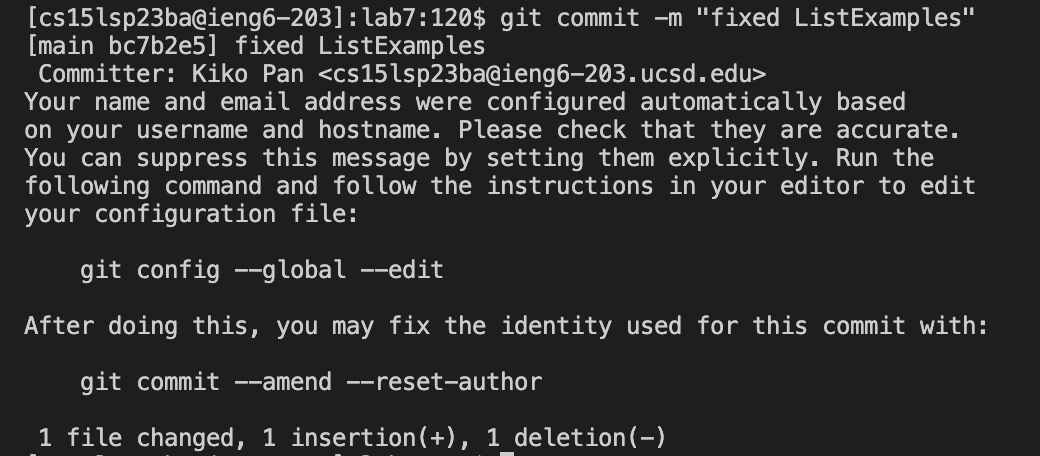 [cs15lsp23ba@ieng6-203]:lab7:120$ git commit -m "fixed ListExamples"
[main bc7b2e5] fixed ListExamples
 Committer: Kiko Pan <cs15lsp23ba@ieng6-203.ucsd.edu>
Your name and email address were configured automatically based
on your username and hostname. Please check that they are accurate.
You can suppress this message by setting them explicitly. Run the
following command and follow the instructions in your editor to edit
your configuration file:

    git config --global --edit

After doing this, you may fix the identity used for this commit with:

    git commit --amend --reset-author

 1 file changed, 1 insertion(+), 1 deletion(-)